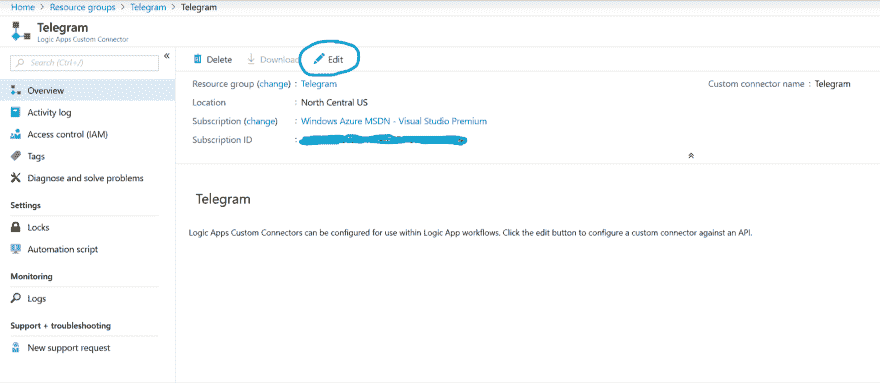 Home > Resource groups > Telegram > Telegram
Telegram
Logic Apps Custom Connector
Search (Ctrl+/)
«
Overview
Activity log
Access control (IAM)
Tags
Diagnose and solve problems
Settings
Locks
Automation script
Monitoring
Logs
Support + troubleshooting
New support request
Delete Download Edit
Resource group (change) : Telegram
Custom connector name : Telegram
Location : North Central US
Subscription (change) : Windows Azure MSDN - Visual Studio Premium
Subscription ID :
Telegram
Logic Apps Custom Connectors can be configured for use within Logic App workflows. Click the edit button to configure a custom connector against an API.